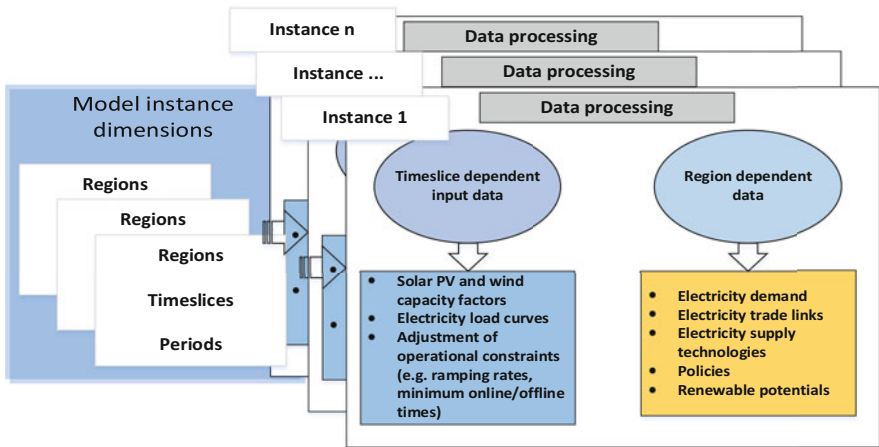 Instance n
Data processing
Instance ...
Data processing
Instance 1
Data processing
Model instance
dimensions
Regions
Regions
Regions
Timeslices
Periods
Timeslice dependent
input data
Region dependent
data
• Solar PV and wind
capacity factors
• Electricity load curves
• Adjustment of
operational constraints
(e.g. ramping rates,
minimum online/offline
times)
• Electricity demand
• Electricity trade links
• Electricity supply
technologies
• Policies
• Renewable potentials